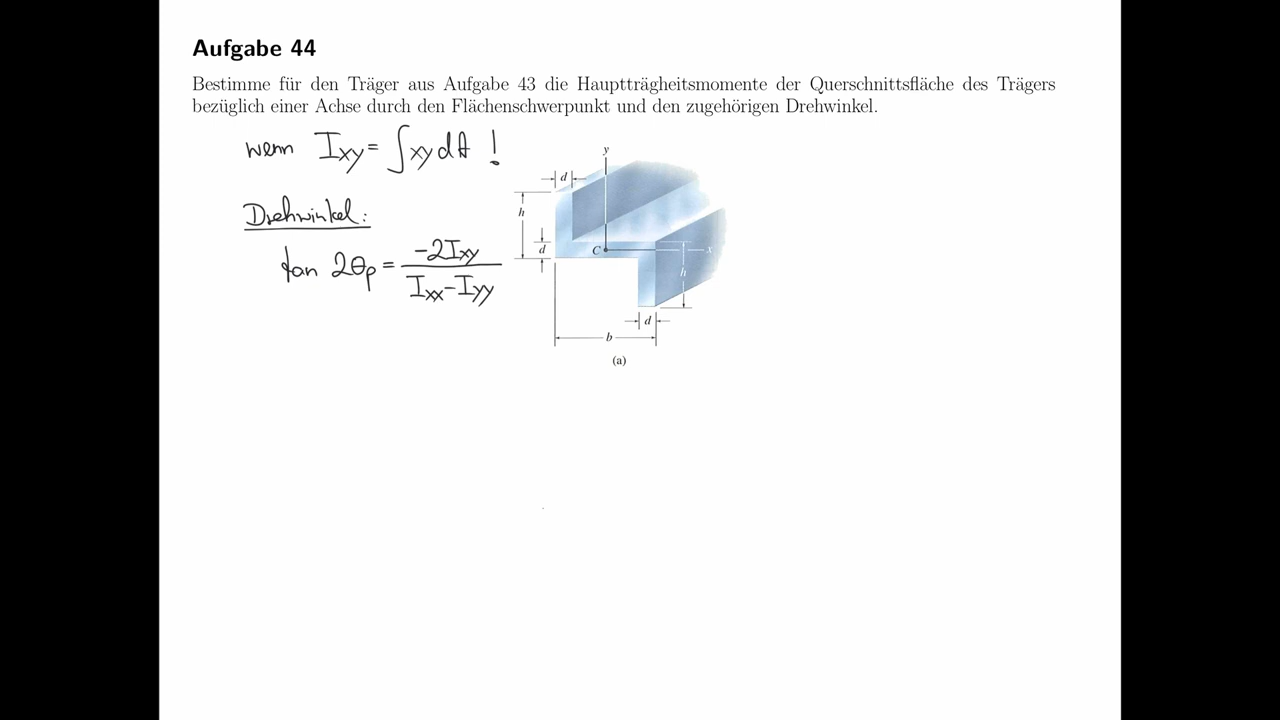 Aufgabe 44
Bestimme für den Träger aus Aufgabe 43 die Hauptträgheitsmomente der Querschnittsfläche des Trägers
bezüglich einer Achse durch den Flächenschwerpunkt und den zugehörigen Drehwinkel.
wenn Ixy = ∫xy dA !
Drehwinkel:
tan 2θp = -2Ixy / Ixx-Iyy
y
d
h
d
C
x
h
d
b
(a)